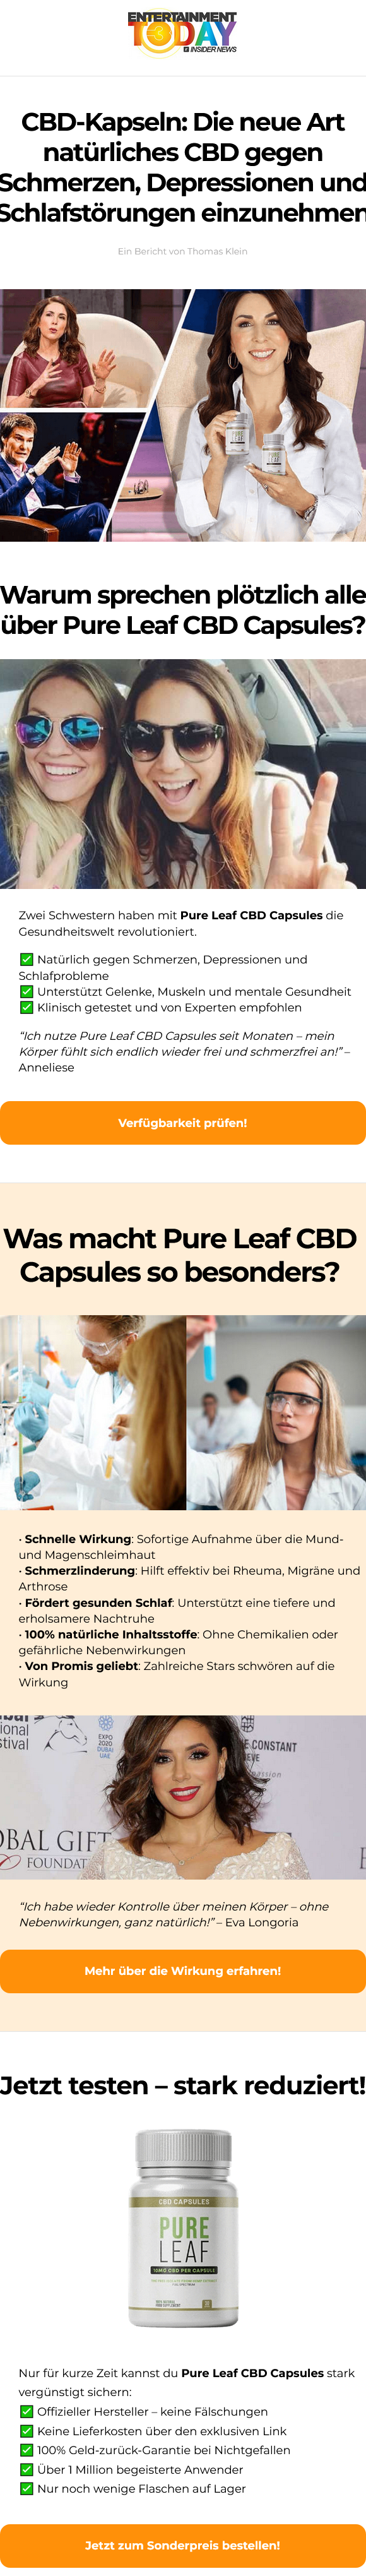 ENTERTAINMENT
TODAY
INSIDER NEWS
CBD-Kapseln: Die neue Art
natürliches CBD gegen
Schmerzen, Depressionen und
Schlafstörungen einzunehmen
Ein Bericht von Thomas Klein
Warum sprechen plötzlich alle
über Pure Leaf CBD Capsules?
Zwei Schwestern haben mit Pure Leaf CBD Capsules die
Gesundheitswelt revolutioniert.
✅ Natürlich gegen Schmerzen, Depressionen und
Schlafprobleme
✅ Unterstützt Gelenke, Muskeln und mentale Gesundheit
✅ Klinisch getestet und von Experten empfohlen
“Ich nutze Pure Leaf CBD Capsules seit Monaten – mein
Körper fühlt sich endlich wieder frei und schmerzfrei an!” –
Anneliese
Verfügbarkeit prüfen!
Was macht Pure Leaf CBD
Capsules so besonders?
• Schnelle Wirkung: Sofortige Aufnahme über die Mund-
und Magenschleimhaut
• Schmerzlinderung: Hilft effektiv bei Rheuma, Migräne und
Arthrose
• Fördert gesunden Schlaf: Unterstützt eine tiefere und
erholsamere Nachtruhe
• 100% natürliche Inhaltsstoffe: Ohne Chemikalien oder
gefährliche Nebenwirkungen
• Von Promis geliebt: Zahlreiche Stars schwören auf die
Wirkung
EXPO
2020
DUBAI
UAE
CONSTANT
OBAL GIFT
FOUNDAT
“Ich habe wieder Kontrolle über meinen Körper – ohne
Nebenwirkungen, ganz natürlich!” – Eva Longoria
Mehr über die Wirkung erfahren!
Jetzt testen – stark reduziert!
CBD CAPSULES
PURE
LEAF
10MG CBD PER CAPSULE
Nur für kurze Zeit kannst du Pure Leaf CBD Capsules stark
vergünstigt sichern:
✅ Offizieller Hersteller – keine Fälschungen
✅ Keine Lieferkosten über den exklusiven Link
✅ 100% Geld-zurück-Garantie bei Nichtgefallen
✅ Über 1 Million begeisterte Anwender
✅ Nur noch wenige Flaschen auf Lager
Jetzt zum Sonderpreis bestellen!